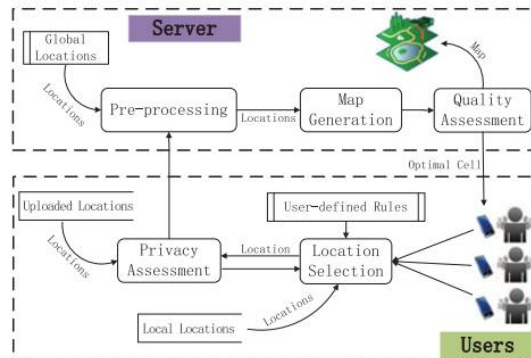 Server
Global
Locations
Locations
Pre-processing
Locations
Map
Generation
Quality
Assessment
Map
Optimal Cell
Uploaded Locations
Locations
User-defined Rules
Privacy
Assessment
Location
Location
Selection
Local Locations
Locations
Users